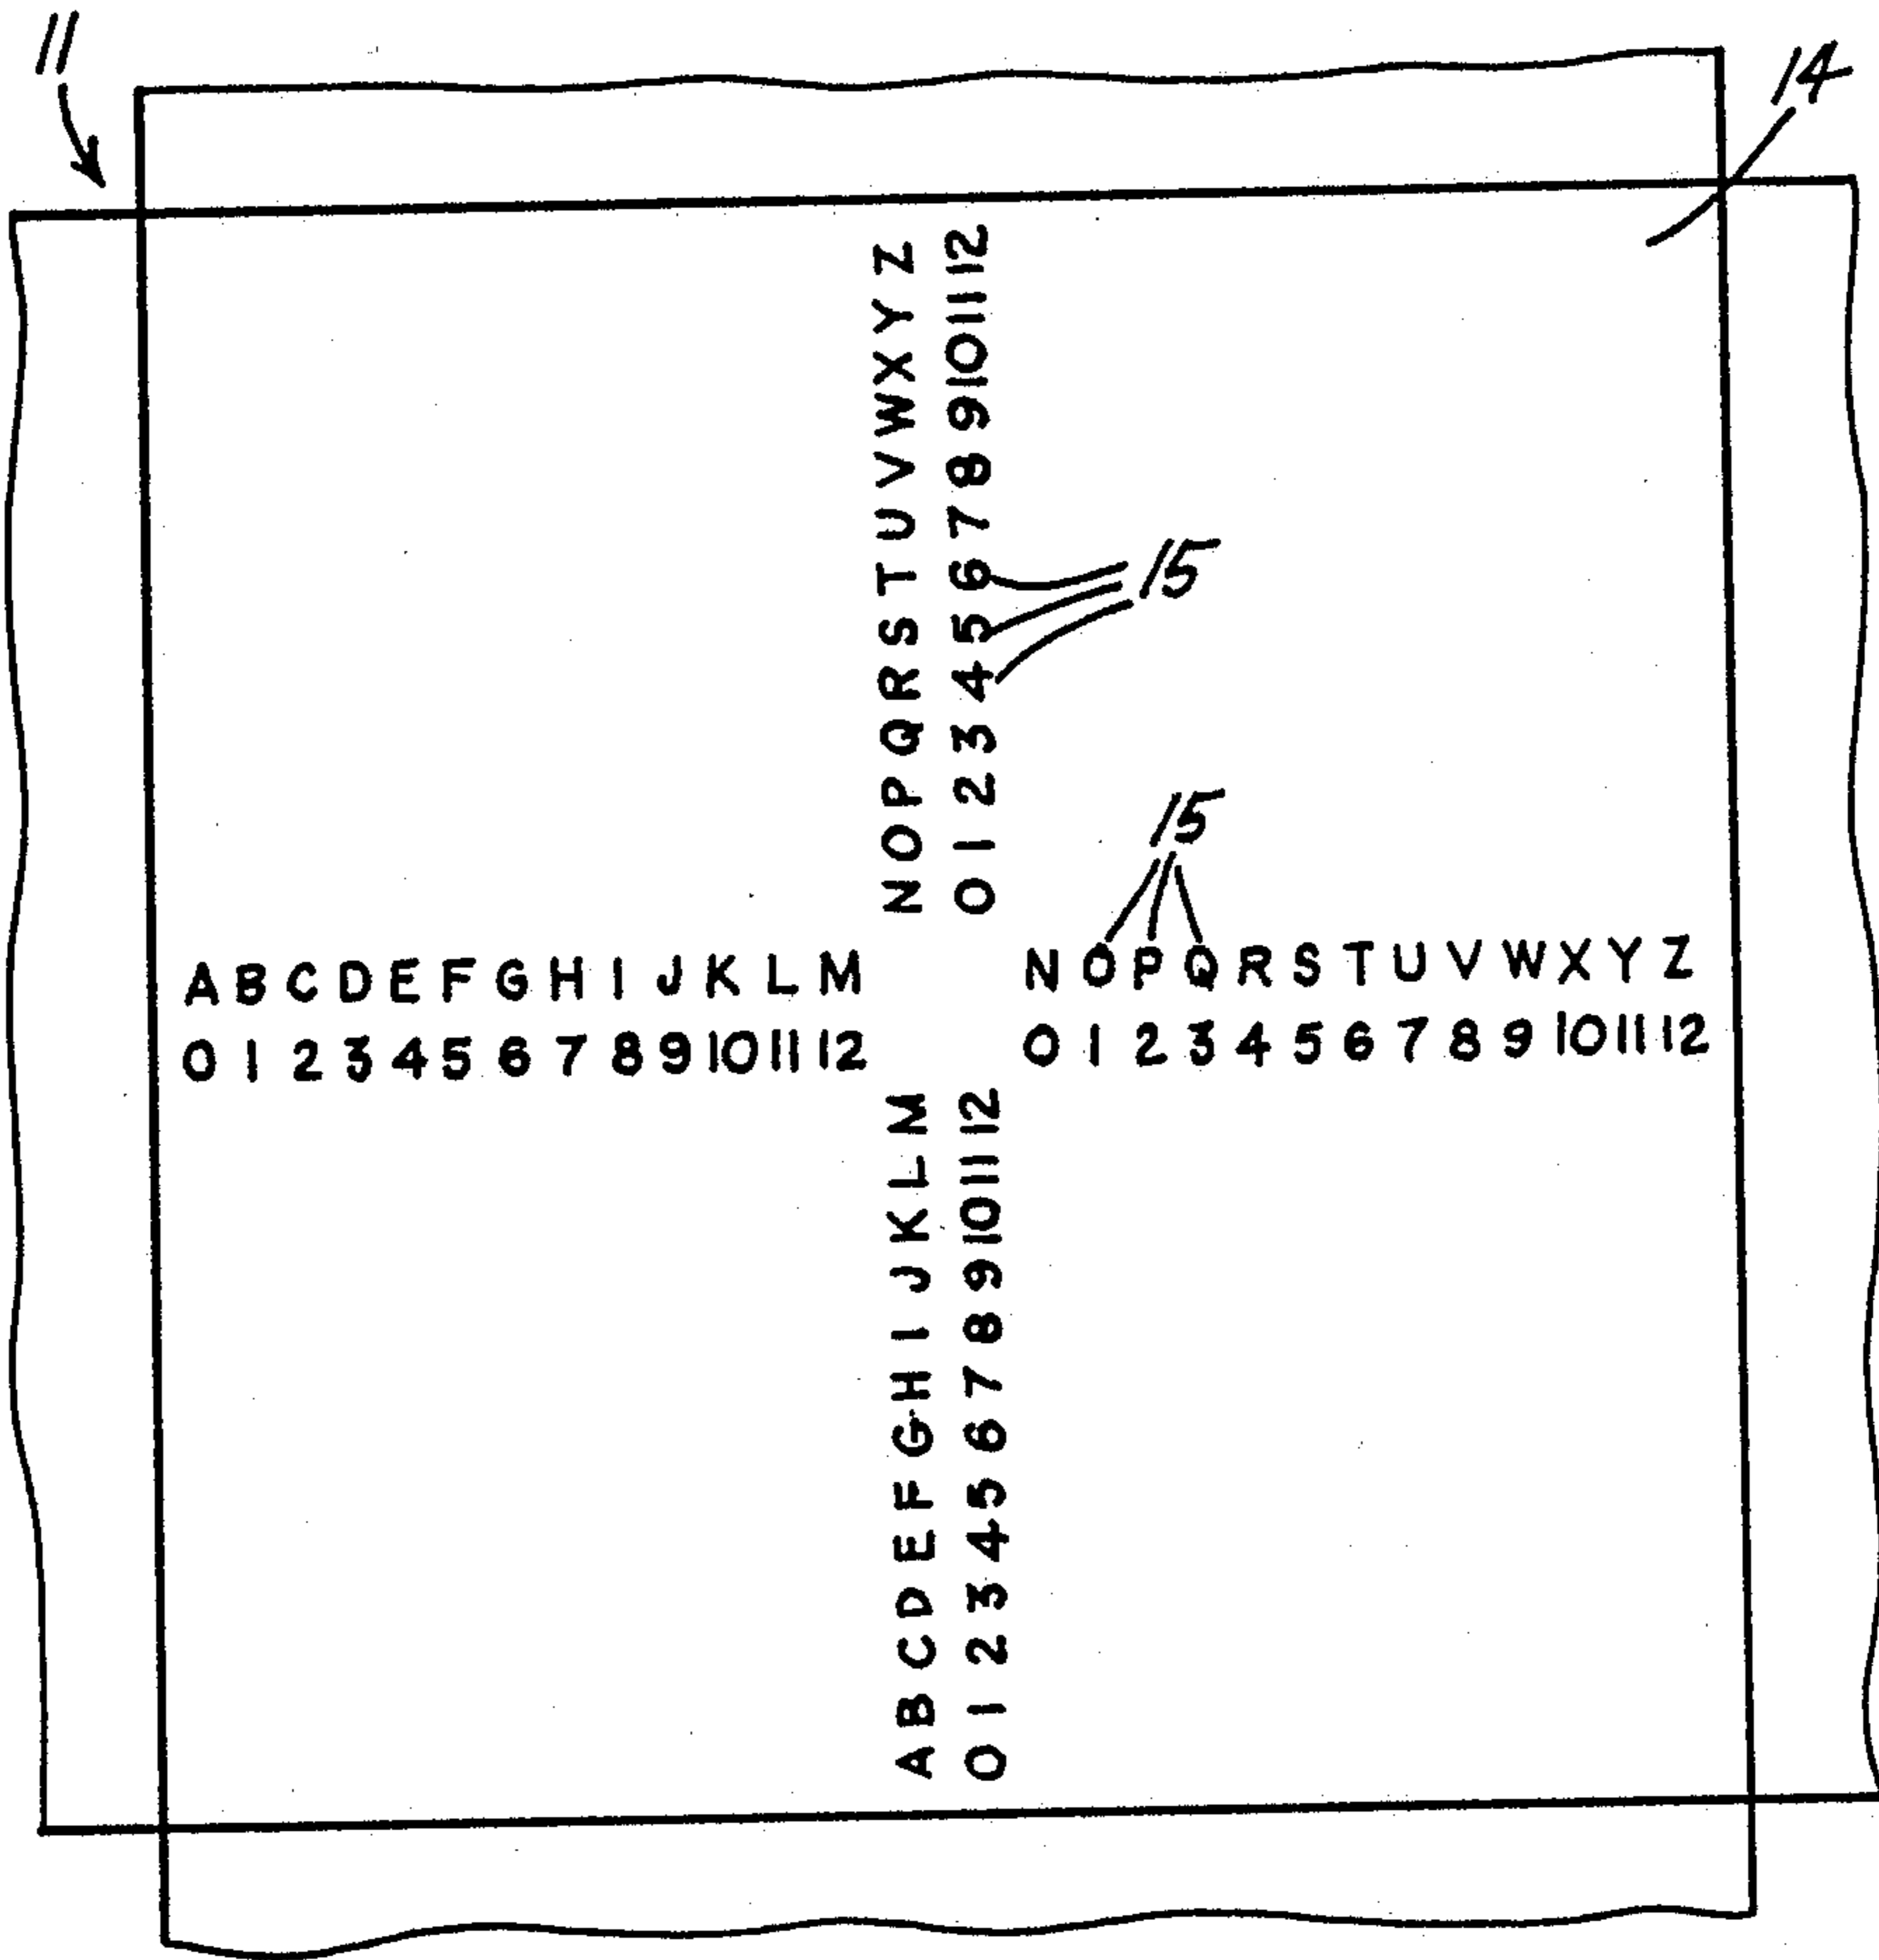 11
14
NOPQRSTUVWXYZ
0 1 2 3 4 5 6 7 8 9 10 11 12
15
15
ABCDEFGHIJKLM NOPQRSTUVWXYZ
0 1 2 3 4 5 6 7 8 9 10 11 12 0 1 2 3 4 5 6 7 8 9 10 11 12
ABCDEFGHIJKLM
0 1 2 3 4 5 6 7 8 9 10 11 12